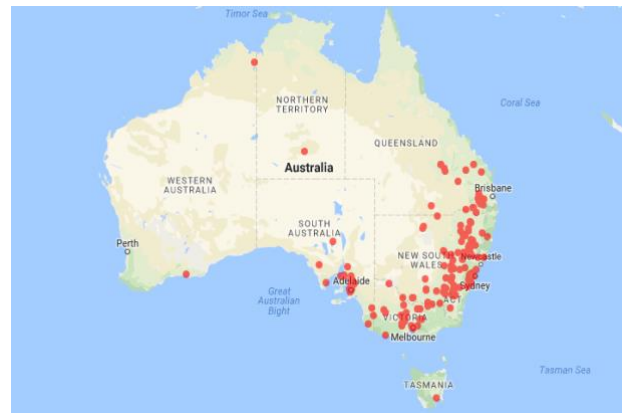 Timor Sea
NORTHERN
TERRITORY
Coral Sea
QUEENSLAND
Australia
WESTERN
AUSTRALIA
Brisbane
SOUTH
AUSTRALIA
Perth
NEW SOUTH
WALES
Newcastle
Adelaide
Sydney
Great
Australian
Bight
ACT
VICTORIA
Melbourne
Tasman Sea
TASMANIA